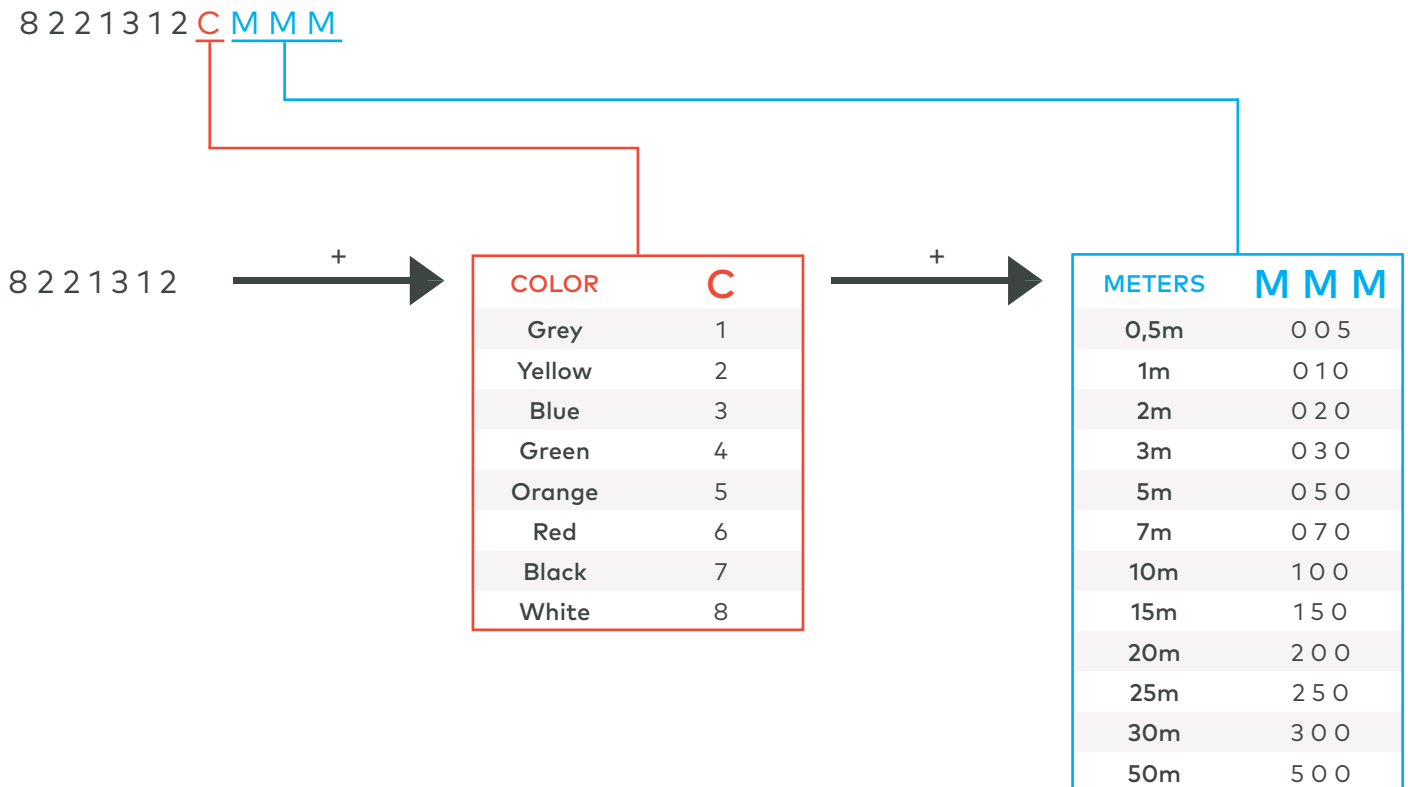 8 2 2 1 3 1 2 C M M M
+ +
8 2 2 1 3 1 2
COLOR C
Grey 1
Yellow 2
Blue 3
Green 4
Orange 5
Red 6
Black 7
White 8
METERS M M M
0,5m 0 0 5
1m 0 1 0
2m 0 2 0
3m 0 3 0
5m 0 5 0
7m 0 7 0
10m 1 0 0
15m 1 5 0
20m 2 0 0
25m 2 5 0
30m 3 0 0
50m 5 0 0